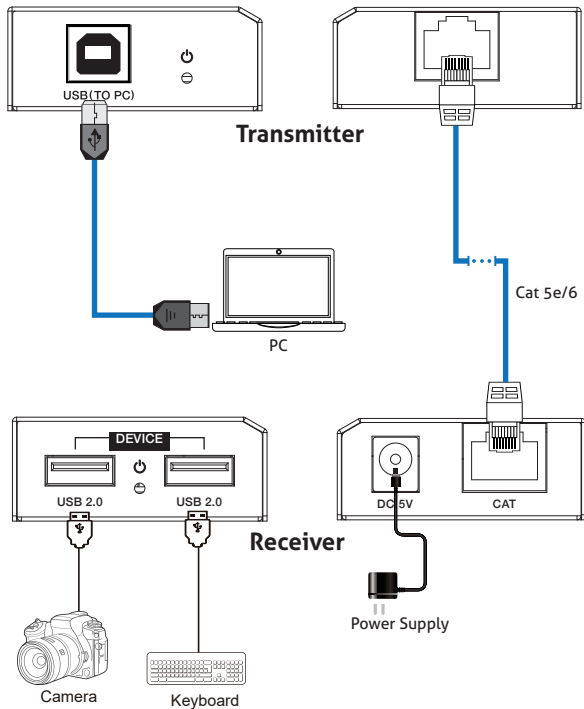 USB(TO PC)
Transmitter
Cat 5e/6
PC
DEVICE
USB 2.0
USB 2.0
DC 5V
CAT
Receiver
Power Supply
Camera
Keyboard